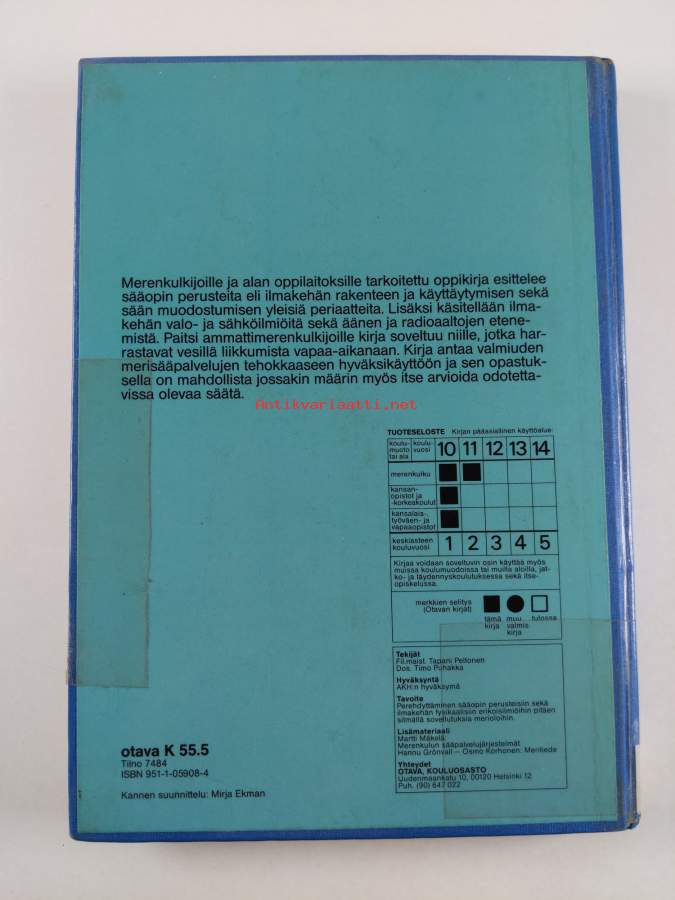 Merenkulkijoille ja alan oppilaitoksille tarkoitettu oppikirja esittelee
sääopin perusteita eli ilmakehän rakenteen ja käyttäytymisen sekä
sään muodostumisen yleisiä periaatteita. Lisäksi käsitellään ilma-
kehän valo- ja sähköilmiöitä sekä äänen ja radioaaltojen etene-
mistä. Paitsi ammattimerenkulkijoille kirja soveltuu niille, jotka har-
rastavat vesillä liikkumista vapaa-aikanaan. Kirja antaa valmiuden
merisääpalvelujen tehokkaaseen hyväksikäyttöön ja sen opastuk-
sella on mahdollista jossakin määrin myös itse arvioida odotetta-
vissa olevaa säätä.
Antikvariaatti.net
TUOTESELOSTE Kirjan pääasiallinen käyttöalue:
koulu-
muoto
tai ala
koulu-
vuosi
10 11 12 13 14
merenkulku
kansan-
opistot ja
-korkeakoulut
kansalais-,
työväen- ja
vapaaopistot
keskiasteen
kouluvuosi
1 2 3 4 5
Kirjaa voidaan soveltuvin osin käyttää myös
muissa koulumuodoissa tai muilla aloilla, jat-
ko- ja täydennyskoulutuksessa sekä itse-
opiskelussa.
merkkien selitys
(Otavan kirjat)
tämä
kirja
muu
valmis
kirja
tulossa
Tekijät
Fil.maist. Tapani Peltonen
Dos. Timo Puhakka
Hyväksyntä
AKH:n hyväksymä
Tavoite
Perehdyttäminen sääopin perusteisiin sekä
ilmakehän fysikaalisiin erikoisilmiöihin pitäen
silmällä sovellutuksia merioloihin.
Lisämateriaali
Martti Mäkelä:
Merenkulun sääpalvelujärjestelmät
Hannu Grönvall – Osmo Korhonen: Meritiede
Yhteydet
OTAVA, KOULUOSASTO
Uudenmaankatu 10, 00120 Helsinki 12
Puh. (90) 647 022
otava K 55.5
Tilno 7484
ISBN 951-1-05908-4
Kannen suunnittelu: Mirja Ekman